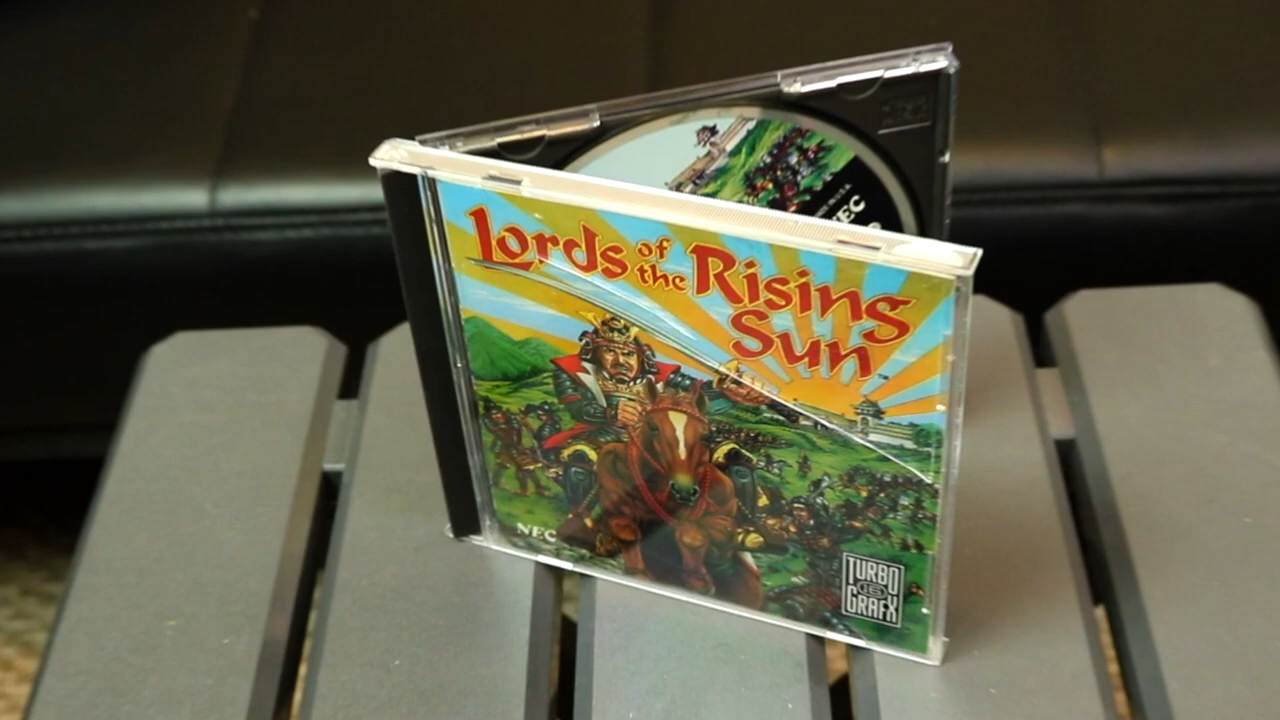 Lords of the Rising Sun
NEC
TURBO
16
GRAFX
NEC